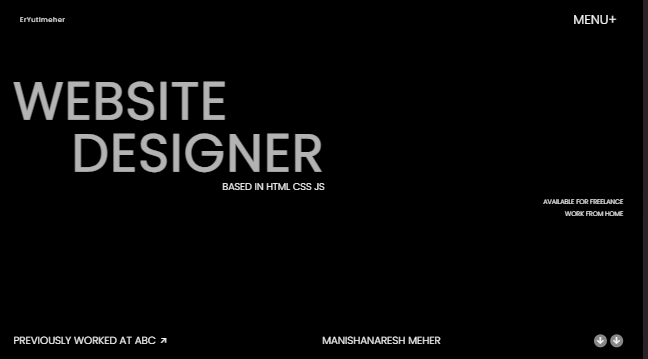 ErYutimeher
MENU+
WEBSITE
DESIGNER
BASED IN HTML CSS JS
AVAILABLE FOR FREELANCE
WORK FROM HOME
PREVIOUSLY WORKED AT ABC
MANISHANARESH MEHER